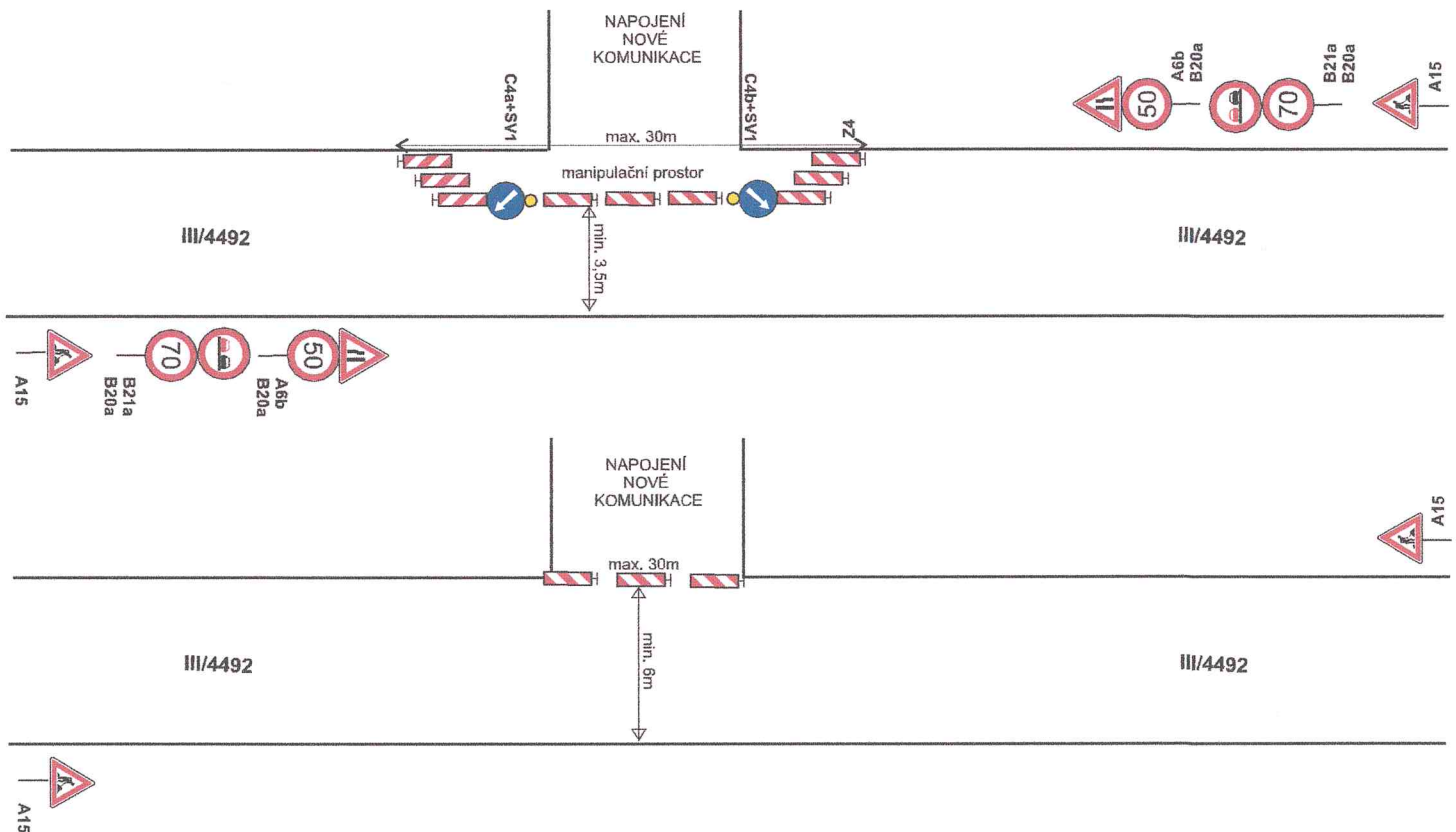 NAPOJENÍ
NOVÉ
KOMUNIKACE
C4a+SV1
C4b+SV1
Z4
A6b
B20a
B21a
B20a
A15
50
70
max. 30m
manipulační prostor
III/4492
min. 3,5m
III/4492
70
50
A15
B21a
B20a
A6b
B20a
NAPOJENÍ
NOVÉ
KOMUNIKACE
A15
max. 30m
III/4492
min. 6m
III/4492
A15